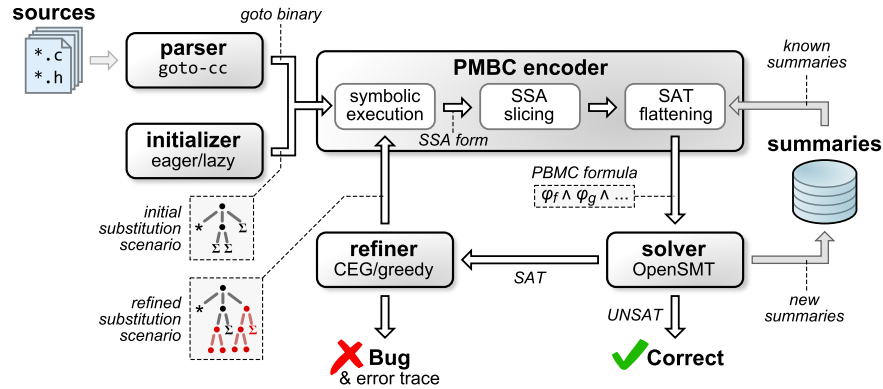 sources
*.c
*.h
goto binary
parser
goto-cc
initializer
eager/lazy
PMBC encoder
symbolic
execution
SSA
slicing
SAT
flattening
SSA form
known
summaries
summaries
PBMC formula
φf ∧ φg ∧ ...
initial
substitution
scenario
* Σ
Σ Σ
refiner
CEG/greedy
SAT
solver
OpenSMT
new
summaries
refined
substitution
scenario
* Σ Σ
UNSAT
Bug
& error trace
Correct